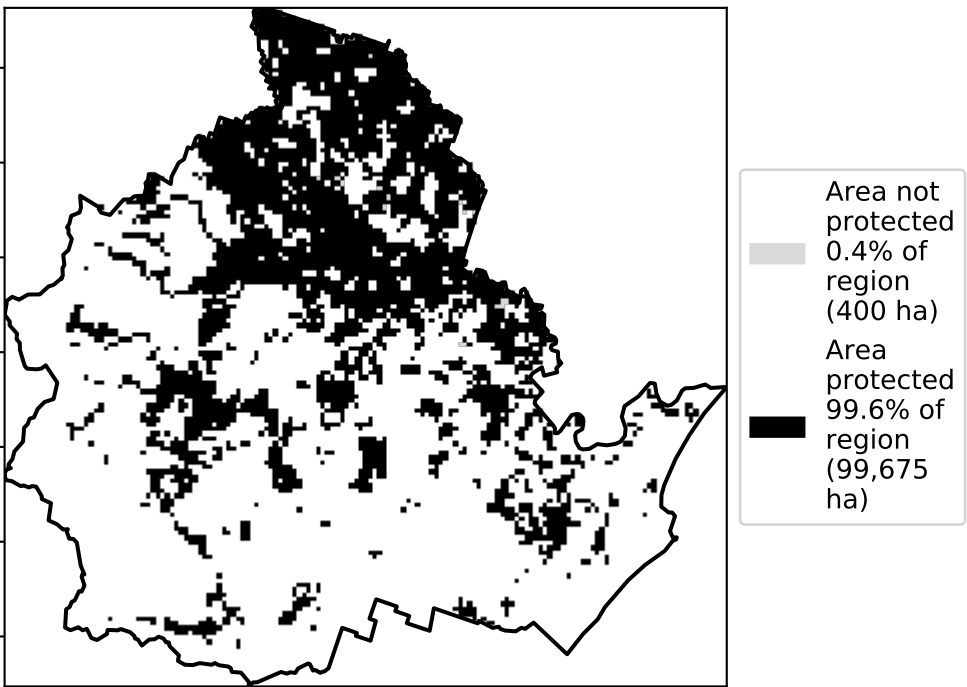 Area not
protected
0.4% of
region
(400 ha)
Area
protected
99.6% of
region
(99,675
ha)